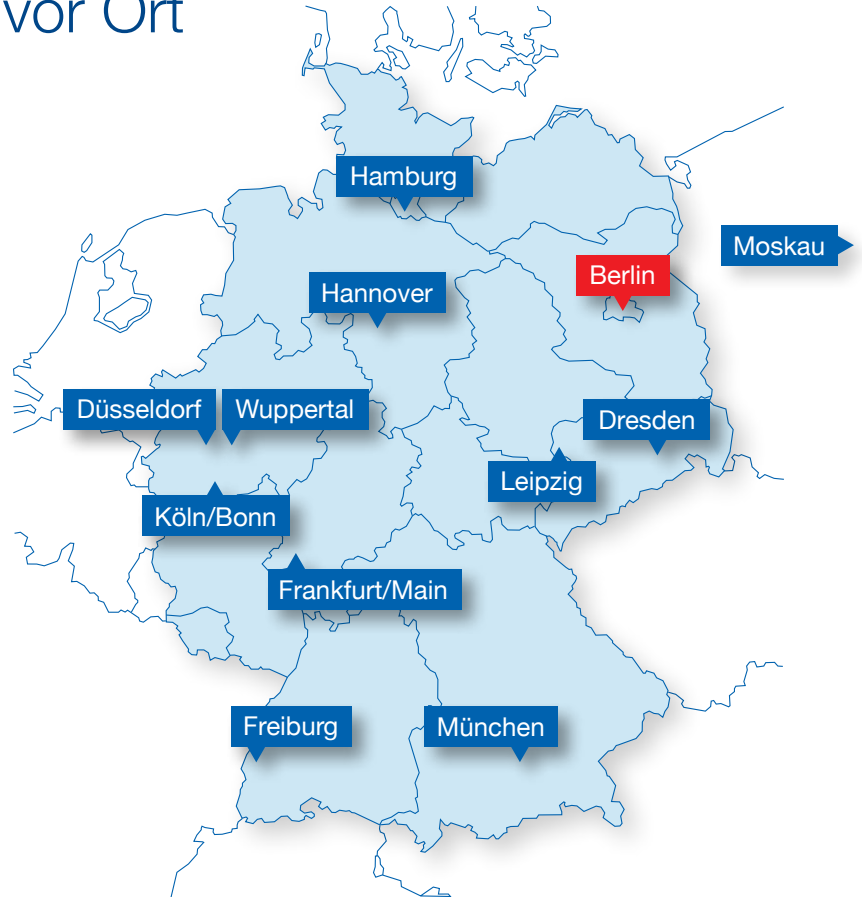 vor Ort
Hamburg
Moskau
Berlin
Hannover
Düsseldorf
Wuppertal
Dresden
Leipzig
Köln/Bonn
Frankfurt/Main
Freiburg
München